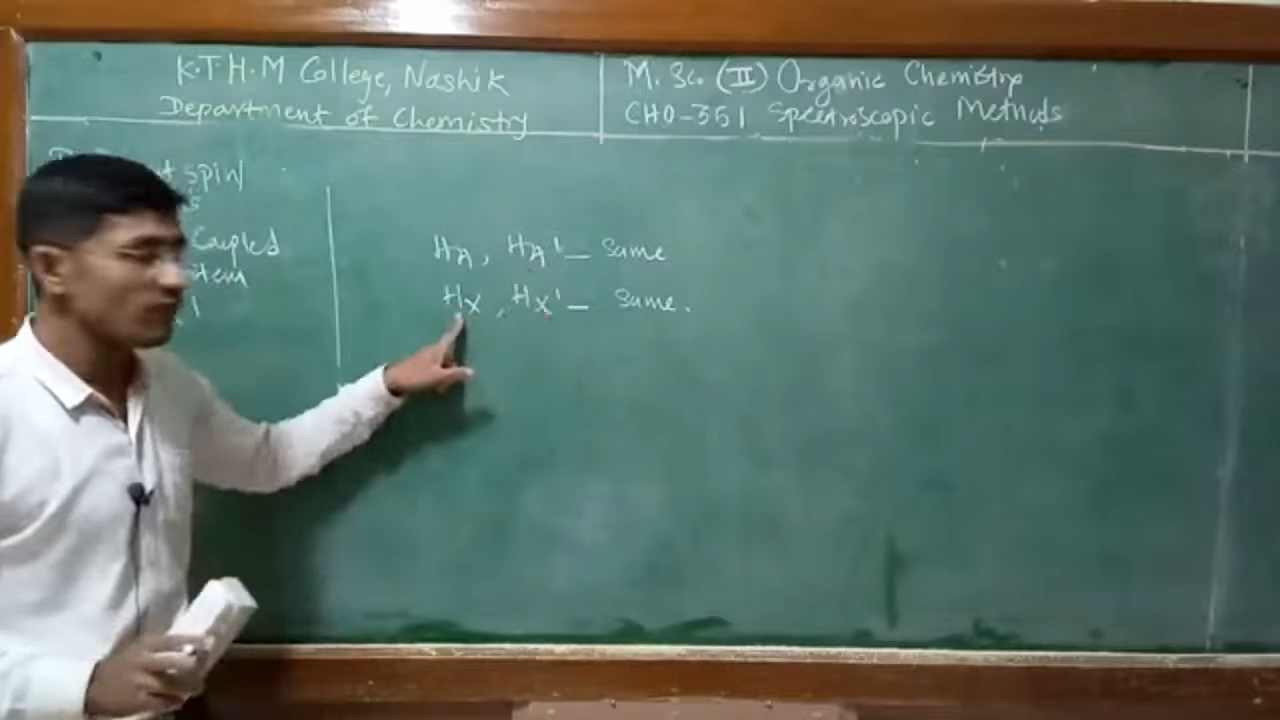 K.T.H.M College, Nashik
Department of Chemistry
M. Sc. (II) Organic Chemistry
CHO-351 Spectroscopic Methods
spin
Coupled
HA, HA' — Same
HX, HX' — Same.